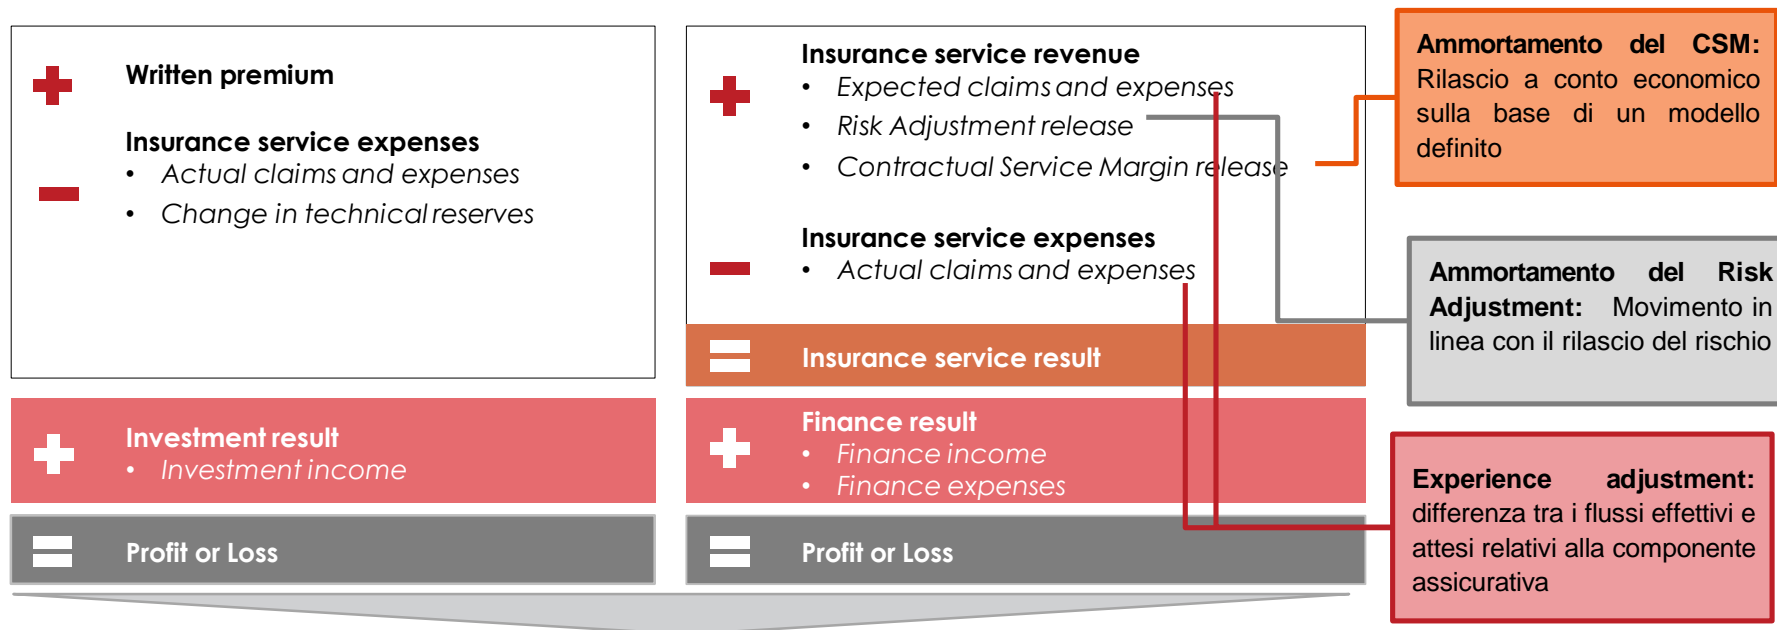 Written premium
Insurance service expenses
• Actual claims and expenses
• Change in technical reserves
Investment result
• Investment income
Profit or Loss
Insurance service revenue
• Expected claims and expenses
• Risk Adjustment release
• Contractual Service Margin release
Insurance service expenses
• Actual claims and expenses
Insurance service result
Finance result
• Finance income
• Finance expenses
Profit or Loss
Ammortamento del CSM:
Rilascio a conto economico
sulla base di un modello
definito
Ammortamento del Risk
Adjustment: Movimento in
linea con il rilascio del rischio
Experience adjustment:
differenza tra i flussi effettivi e
attesi relativi alla componente
assicurativa